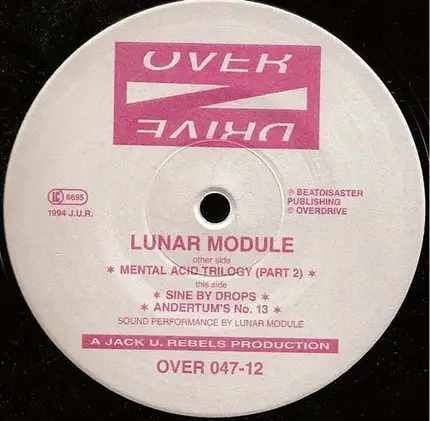 OVER
DRIVE
LC 6695
1994 J.U.R.
℗ BEATDISASTER
PUBLISHING
© OVERDRIVE
LUNAR MODULE
other side
✶ MENTAL ACID TRILOGY (PART 2) ✶
this side
✶ SINE BY DROPS ✶
✶ ANDERTUM'S No. 13 ✶
SOUND PERFORMANCE BY LUNAR MODULE
A JACK U. REBELS PRODUCTION
OVER 047-12